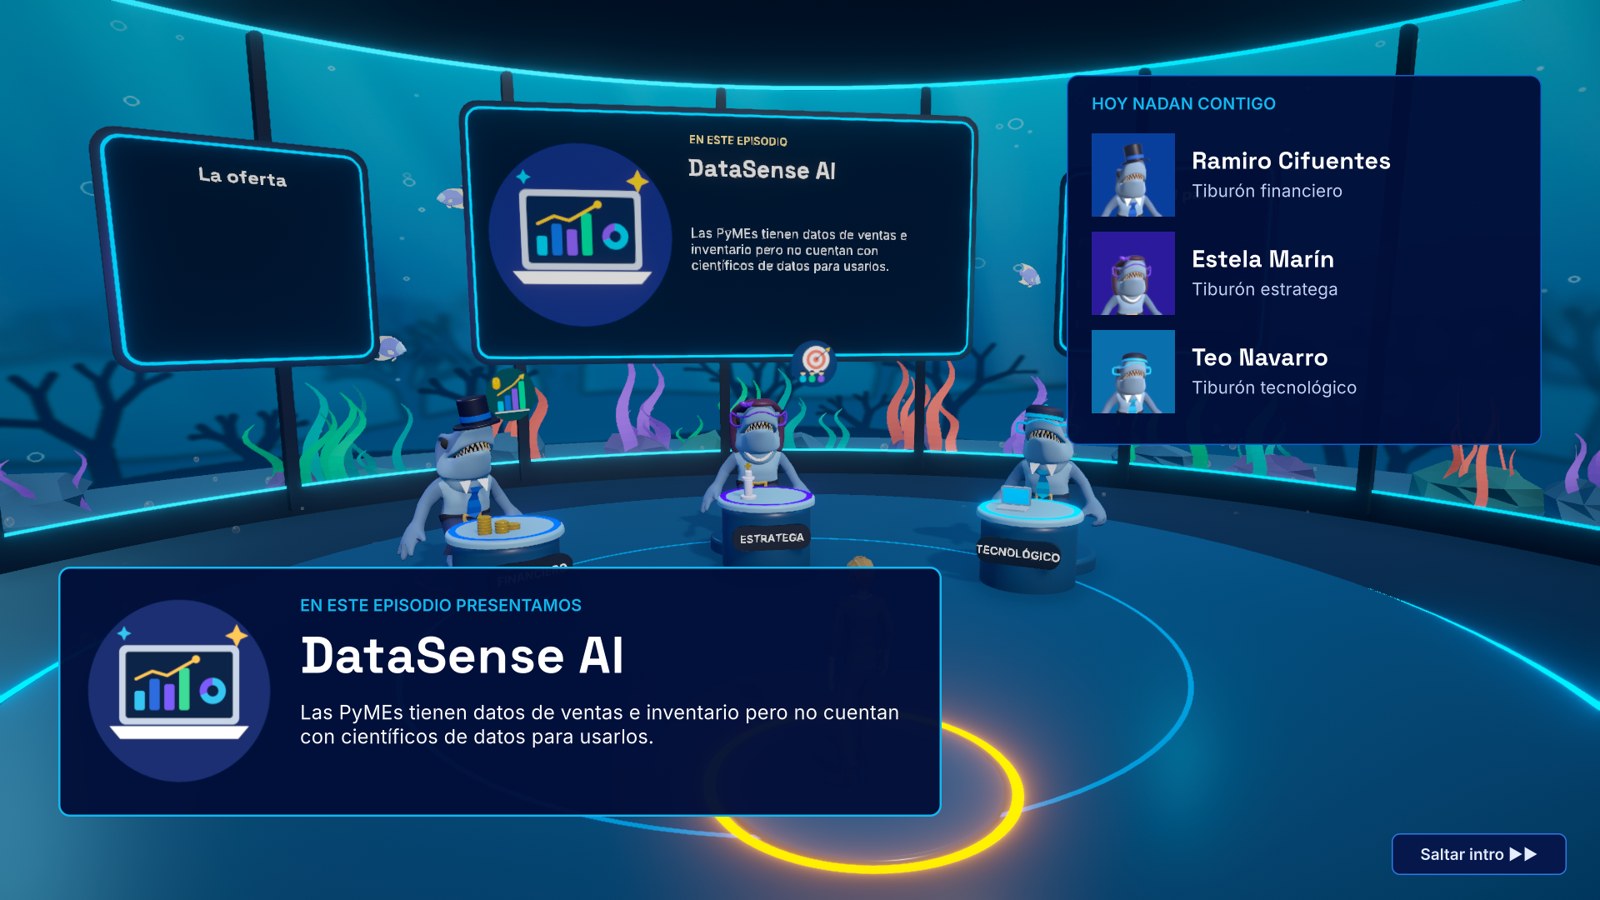 La oferta
EN ESTE EPISODIO
DataSense AI
Las PyMEs tienen datos de ventas e
inventario pero no cuentan con
científicos de datos para usarlos.
HOY NADAN CONTIGO
Ramiro Cifuentes
Tiburón financiero
Estela Marín
Tiburón estratega
Teo Navarro
Tiburón tecnológico
ESTRATEGA
TECNOLÓGICO
EN ESTE EPISODIO PRESENTAMOS
DataSense AI
Las PyMEs tienen datos de ventas e inventario pero no cuentan
con científicos de datos para usarlos.
Saltar intro